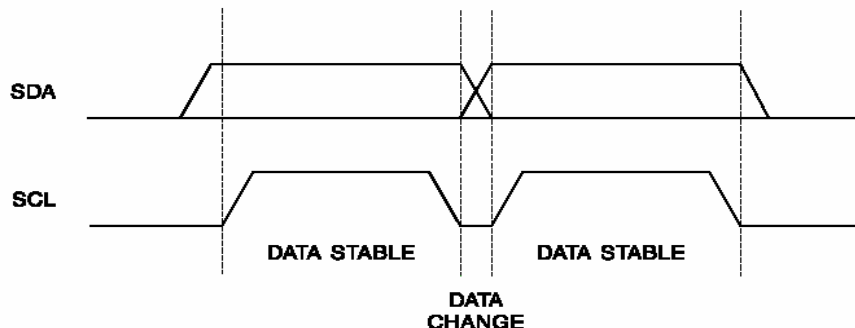 SDA
SCL
DATA STABLE
DATA STABLE
DATA
CHANGE